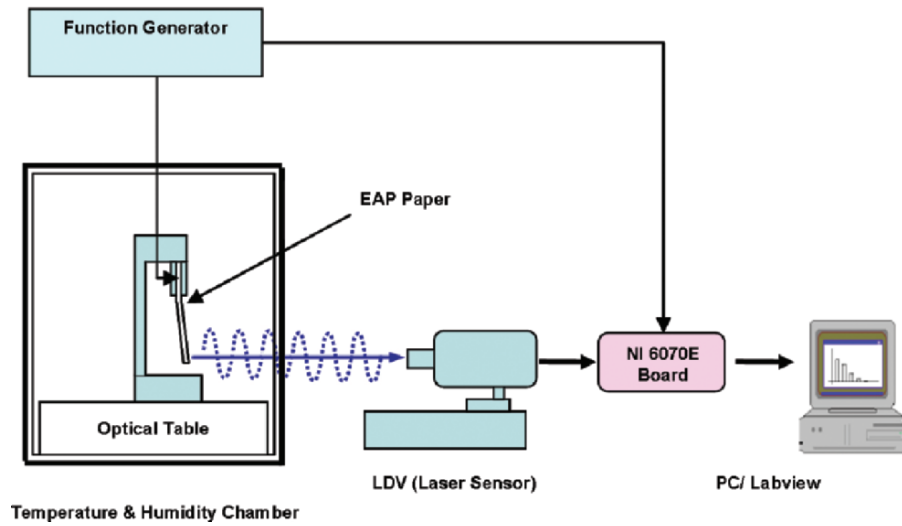 Function Generator
EAP Paper
NI 6070E
Board
Optical Table
LDV (Laser Sensor)
PC/ Labview
Temperature & Humidity Chamber